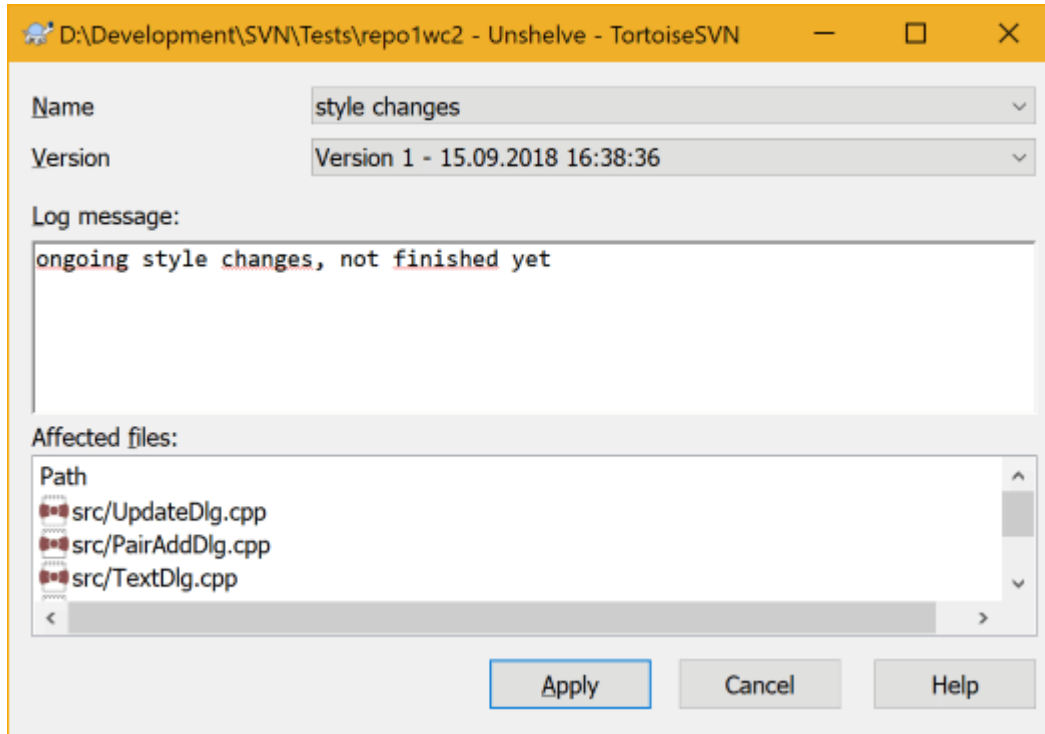 D:\Development\SVN\Tests\repo1wc2 - Unshelve - TortoiseSVN
Name style changes
Version Version 1 - 15.09.2018 16:38:36
Log message:
ongoing style changes, not finished yet
Affected files:
Path
src/UpdateDlg.cpp
src/PairAddDlg.cpp
src/TextDlg.cpp
Apply Cancel Help